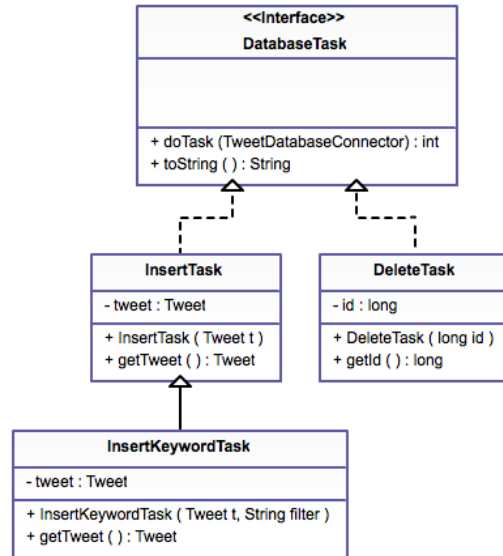 <<Interface>>
DatabaseTask
+ doTask (TweetDatabaseConnector) : int
+ toString ( ) : String
InsertTask
- tweet : Tweet
+ InsertTask ( Tweet t )
+ getTweet ( ) : Tweet
DeleteTask
- id : long
+ DeleteTask ( long id )
+ getId ( ) : long
InsertKeywordTask
- tweet : Tweet
+ InsertKeywordTask ( Tweet t, String filter )
+ getTweet ( ) : Tweet